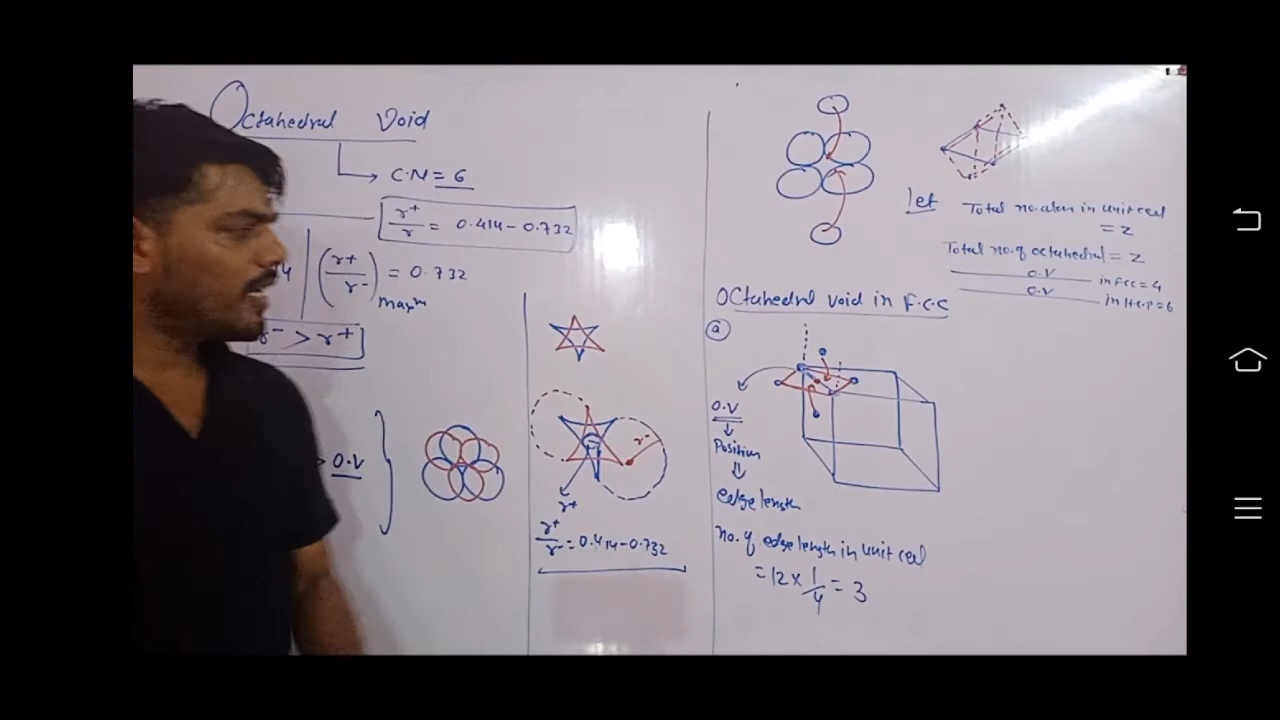 Octahedral Void
C.N = 6
r+/r = 0.414 - 0.732
(r+/r-) maxm = 0.732
r- > r+
O.V
r-
r+
r+/r- = 0.414 - 0.732
let Total no. atom in unit cell
= Z
Total no. of octahedral = Z
O.V in FCC = 4
O.V in H.C.P = 6
Octahedral void in F.C.C
a
O.V
Position
edge length
no. of edge length in unit cell
= 12 × 1/4 = 3